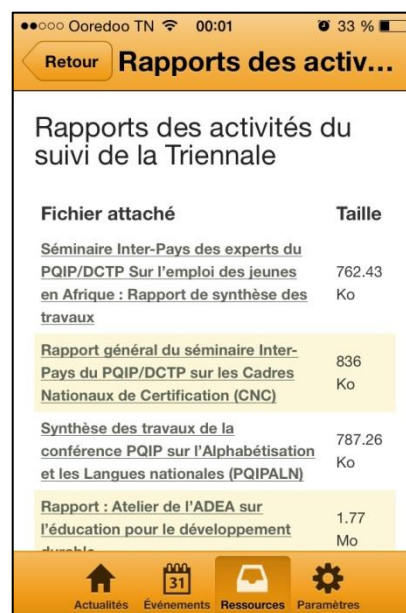 Ooredoo TN 00:01 33 %
Retour Rapports des activ...
Rapports des activités du
suivi de la Triennale
Fichier attaché Taille
Séminaire Inter-Pays des experts du
PQIP/DCTP Sur l'emploi des jeunes
en Afrique : Rapport de synthèse des
travaux
762.43
Ko
Rapport général du séminaire Inter-
Pays du PQIP/DCTP sur les Cadres
Nationaux de Certification (CNC)
836
Ko
Synthèse des travaux de la
conférence PQIP sur l'Alphabétisation
et les Langues nationales (PQIPALN)
787.26
Ko
Rapport : Atelier de l'ADEA sur
l'éducation pour le développement
durable
1.77
Mo
31
Actualités Événements Ressources Paramètres